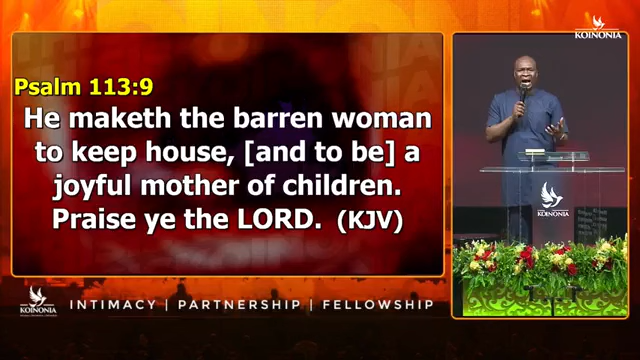 Psalm 113:9
He maketh the barren woman
to keep house, [and to be] a
joyful mother of children.
Praise ye the LORD. (KJV)
KOINONIA
KOINONIA
KOINONIA
INTIMACY | PARTNERSHIP | FELLOWSHIP